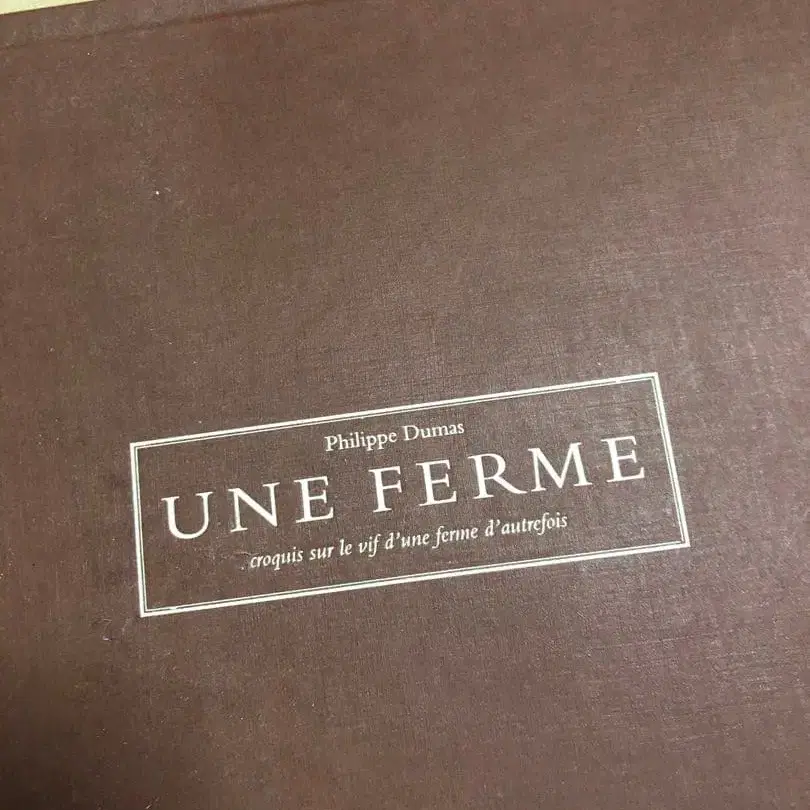 Philippe Dumas
UNE FERME
croquis sur le vif d'une ferme d'autrefois